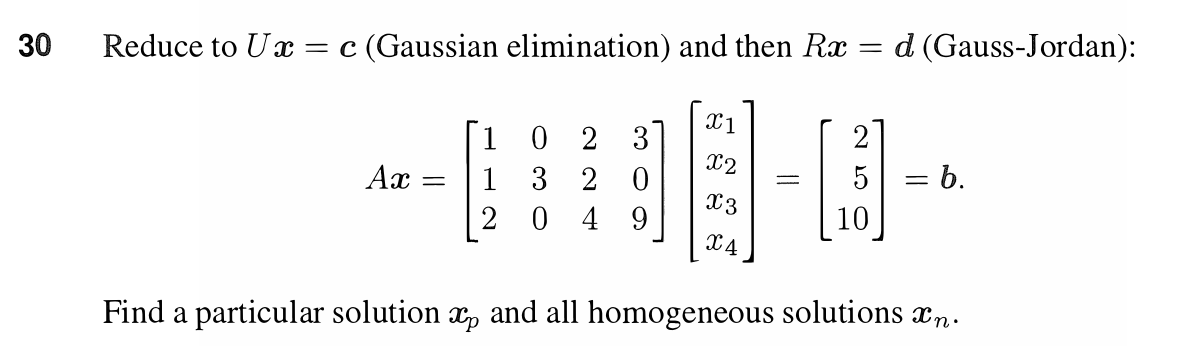 30 Reduce to Ux = c (Gaussian elimination) and then Rx = d (Gauss-Jordan):
Ax = [1 0 2 3; 1 3 2 0; 2 0 4 9] [x₁; x₂; x₃; x₄] = [2; 5; 10] = b.
Find a particular solution xₚ and all homogeneous solutions xₙ.